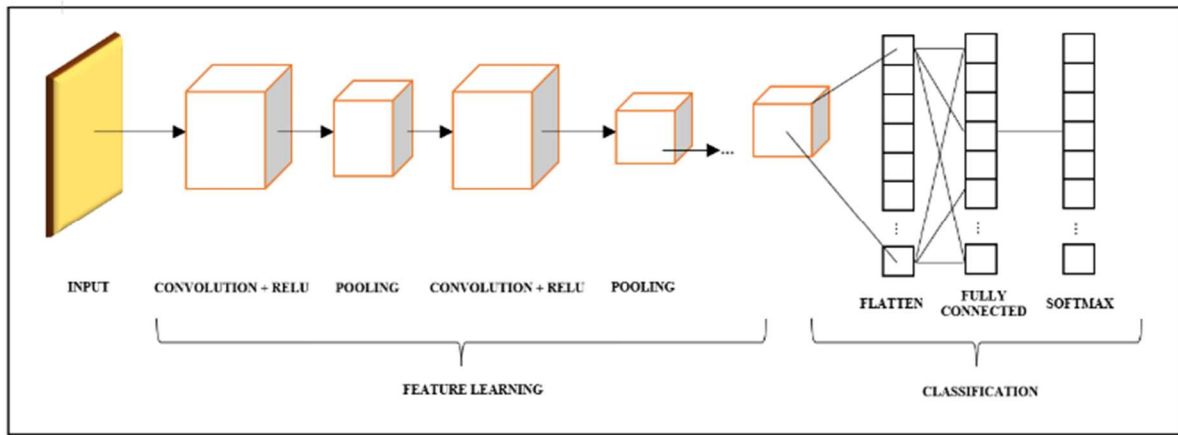 ...
INPUT
CONVOLUTION + RELU
POOLING
CONVOLUTION + RELU
POOLING
FLATTEN
FULLY
CONNECTED
SOFTMAX
FEATURE LEARNING
CLASSIFICATION